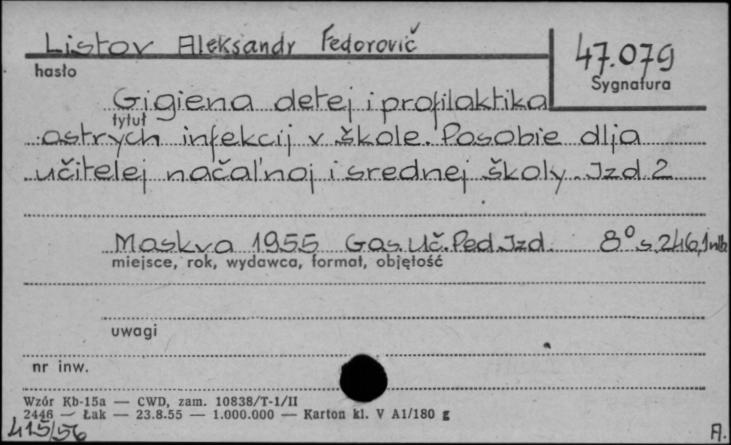 Listov Aleksandr Fedorovič
47.079
hasło
Sygnatura
Gigiena detej i profilaktika
tytuł
ostrych infekcij v škole. Posobie dlja
učitelej načal'noj i srednej školy. Izd. 2
Moskva 1955 Gos. Uč. Ped. Izd. 8° s. 246, 1 nlb
miejsce, rok, wydawca, format, objętość
uwagi
nr inw.
Wzór Kb-15a — CWD, zam. 10838/T-1/II
2446 — Łak — 23.8.55 — 1.000.000 — Karton kl. V A1/180 g
415/56
A.